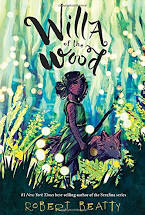 Willa
of the
Wood
#1 New York Times best-selling author of the Serafina series
ROBERT BEATTY